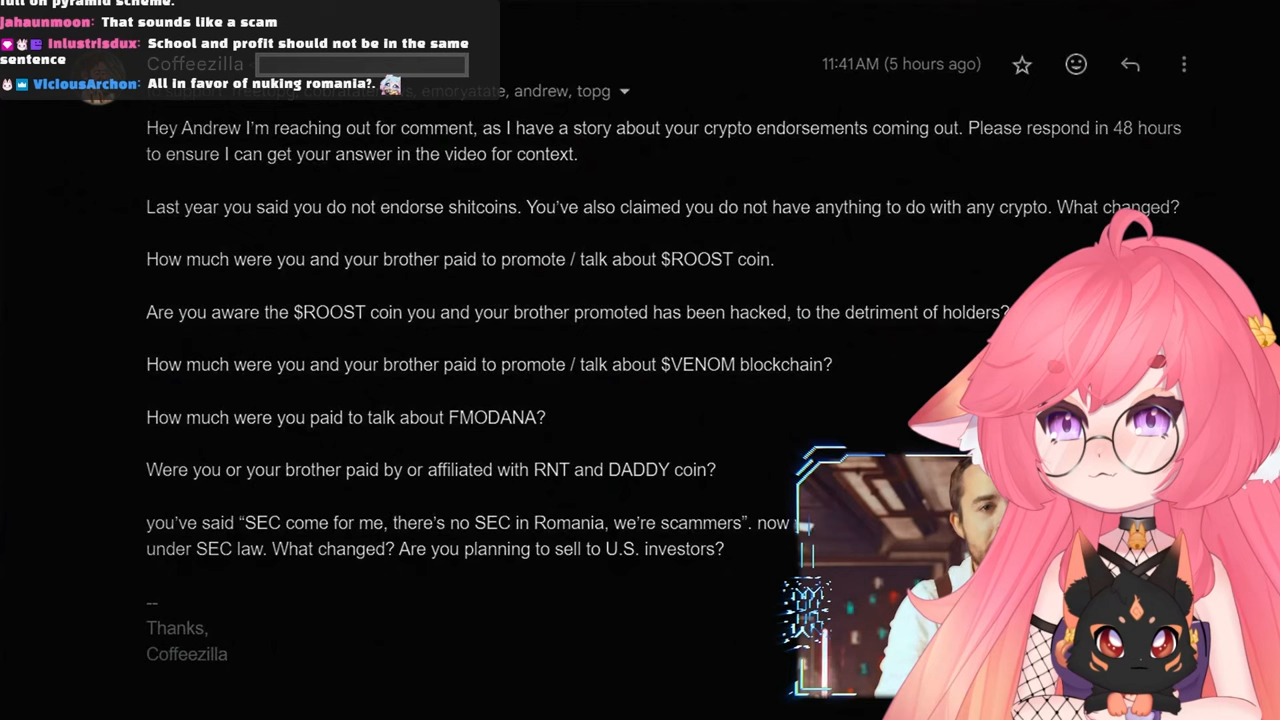 full on pyramid scheme.
Jahaunmoon: That sounds like a scam
inlustrisdux: School and profit should not be in the same
sentence
Coffeezilla
ViciousArchon: All in favor of nuking romania?.
11:41 AM (5 hours ago)
emoryatate, andrew, topg
Hey Andrew I'm reaching out for comment, as I have a story about your crypto endorsements coming out. Please respond in 48 hours
to ensure I can get your answer in the video for context.
Last year you said you do not endorse shitcoins. You've also claimed you do not have anything to do with any crypto. What changed?
How much were you and your brother paid to promote / talk about $ROOST coin.
Are you aware the $ROOST coin you and your brother promoted has been hacked, to the detriment of holders?
How much were you and your brother paid to promote / talk about $VENOM blockchain?
How much were you paid to talk about FMODANA?
Were you or your brother paid by or affiliated with RNT and DADDY coin?
you've said “SEC come for me, there's no SEC in Romania, we're scammers”. now
under SEC law. What changed? Are you planning to sell to U.S. investors?
--
Thanks,
Coffeezilla